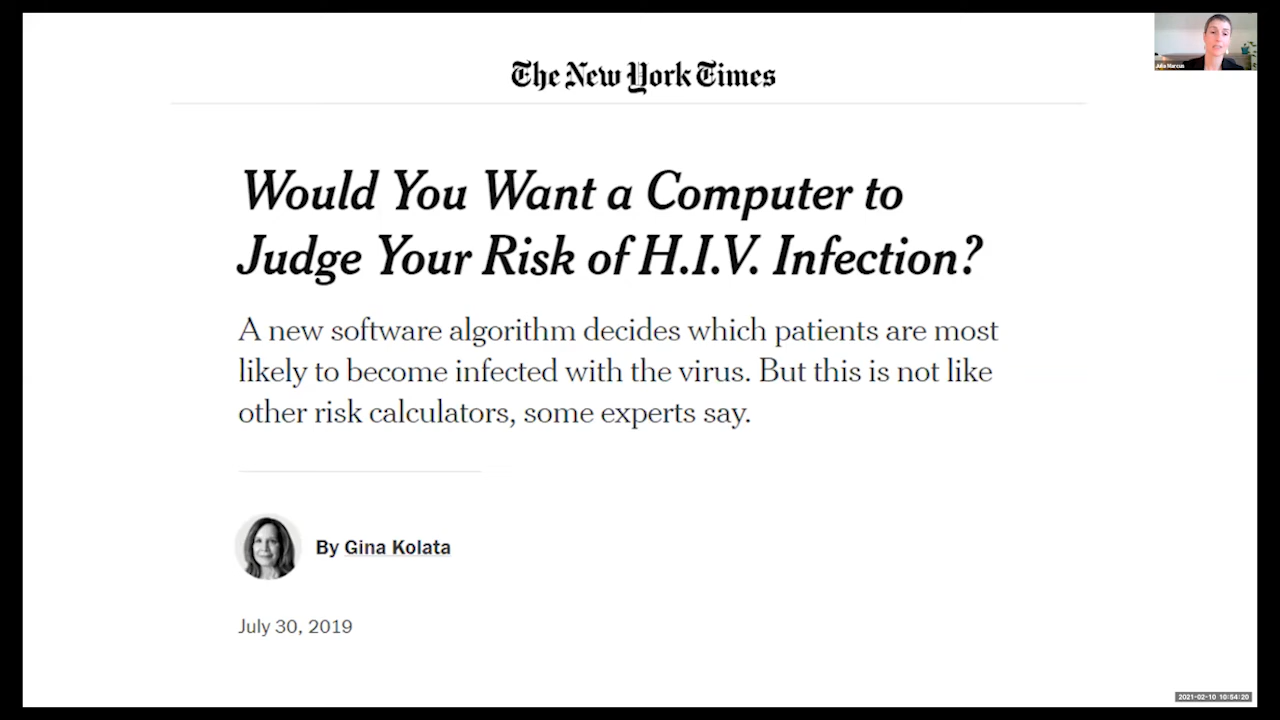 The New York Times
Julia Marcus
Would You Want a Computer to
Judge Your Risk of H.I.V. Infection?
A new software algorithm decides which patients are most
likely to become infected with the virus. But this is not like
other risk calculators, some experts say.
By Gina Kolata
July 30, 2019
2021-02-10 10:54:20